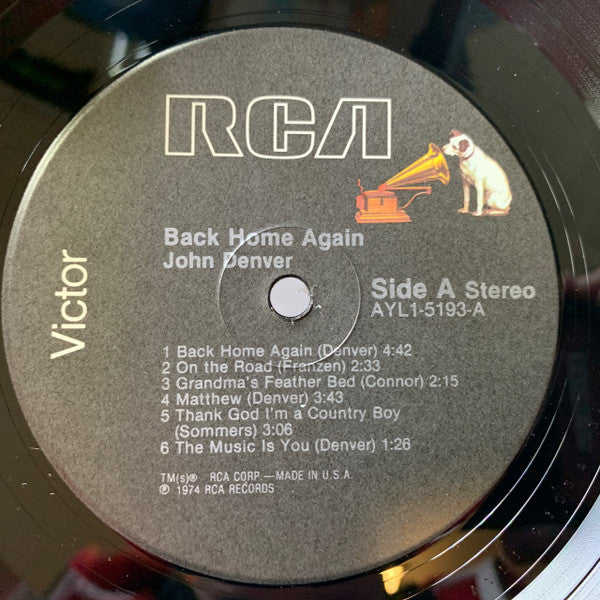 RCA
Victor
Back Home Again
John Denver
Side A Stereo
AYL1-5193-A
1 Back Home Again (Denver) 4:42
2 On the Road (Franzen) 2:33
3 Grandma's Feather Bed (Connor) 2:15
4 Matthew (Denver) 3:43
5 Thank God I'm a Country Boy
(Sommers) 3:06
6 The Music Is You (Denver) 1:26
TM(s)® RCA CORP.—MADE IN U.S.A.
℗ 1974 RCA RECORDS